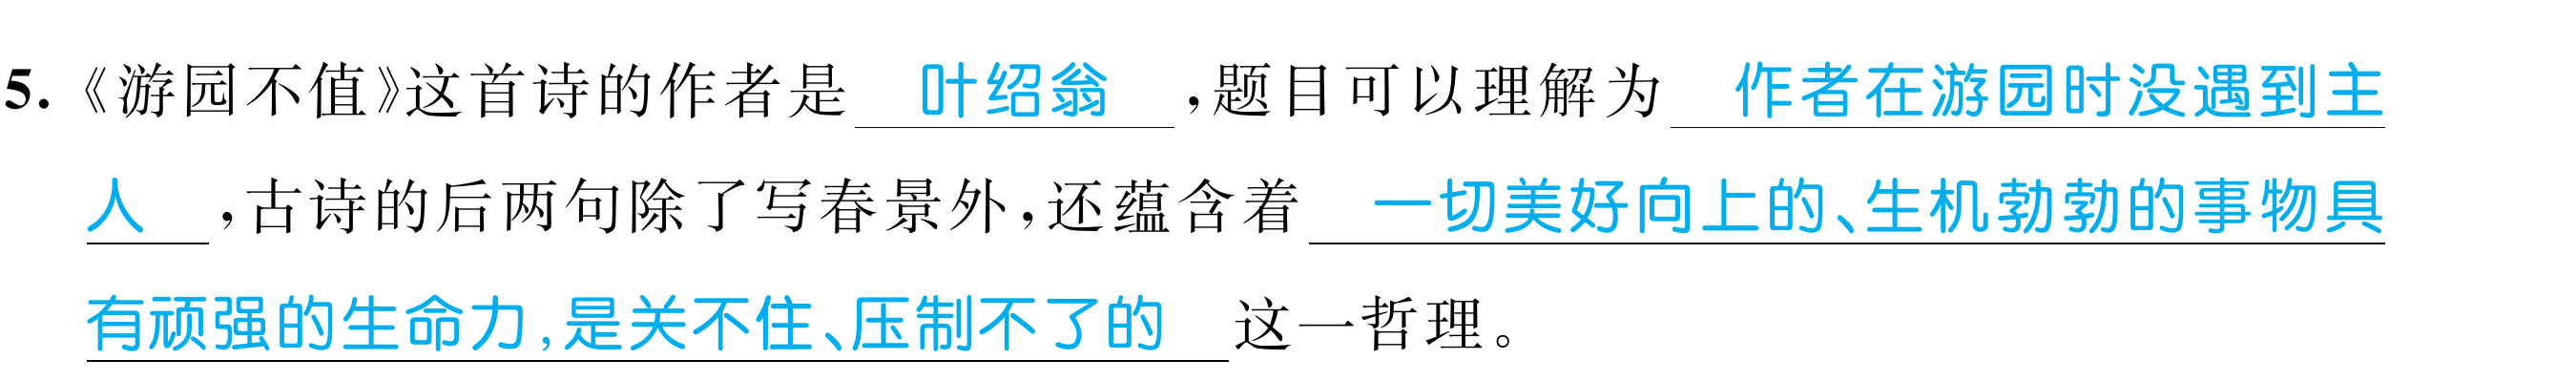 5.《游园不值》这首诗的作者是 叶绍翁 ,题目可以理解为 作者在游园时没遇到主
人 ,古诗的后两句除了写春景外,还蕴含着 一切美好向上的、生机勃勃的事物具
有顽强的生命力,是关不住、压制不了的 这一哲理。